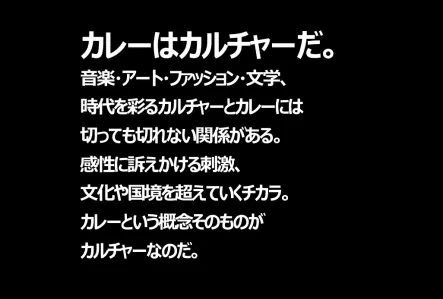 カレーはカルチャーだ。
音楽・アート・ファッション・文学、
時代を彩るカルチャーとカレーには
切っても切れない関係がある。
感性に訴えかける刺激、
文化や国境を超えていくチカラ。
カレーという概念そのものが
カルチャーなのだ。